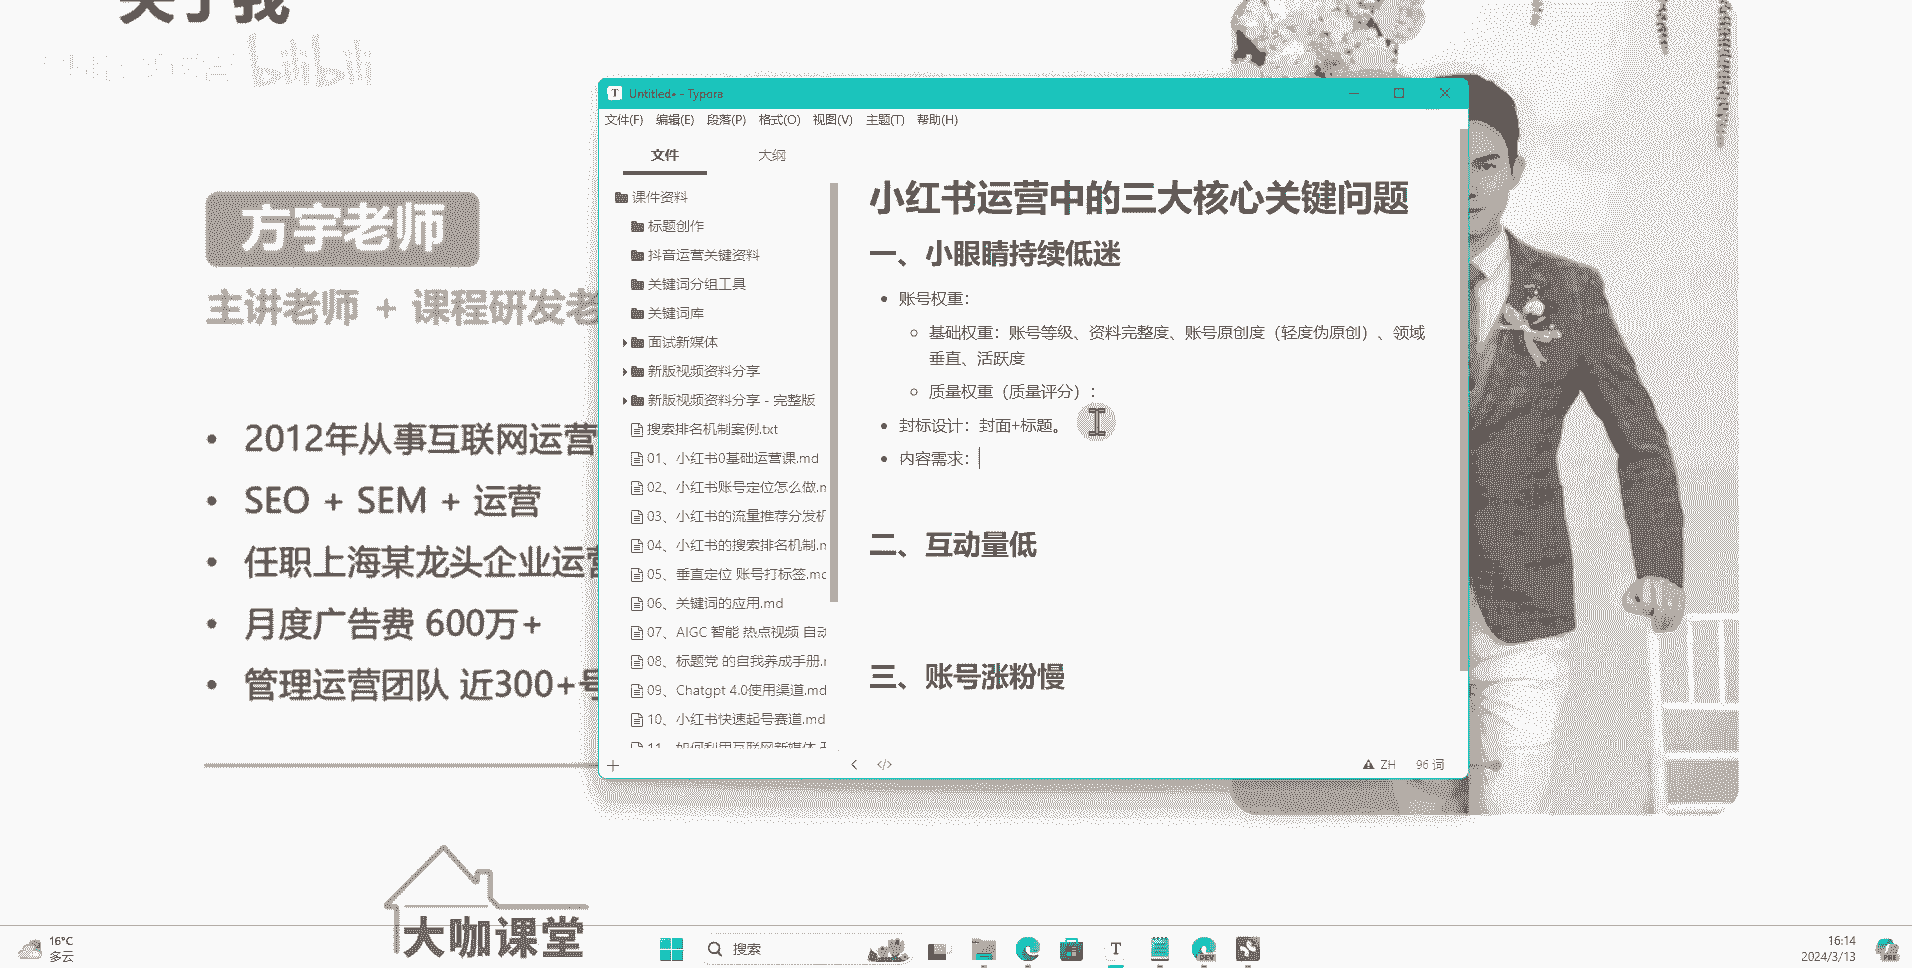 关于我
bilibili
方宇老师
主讲老师 + 课程研发老
2012年从事互联网运营
SEO + SEM + 运营
任职上海某龙头企业运营
月度广告费 600万+
管理运营团队 近300+号
大咖课堂
Untitled• - Typora
文件(F) 编辑(E) 段落(P) 格式(O) 视图(V) 主题(T) 帮助(H)
文件 大纲
课件资料
标题创作
抖音运营关键资料
关键词分组工具
关键词库
面试新媒体
新版视频资料分享
新版视频资料分享 - 完整版
搜索排名机制案例.txt
01、小红书0基础运营课.md
02、小红书账号定位怎么做.m
03、小红书的流量推荐分发机
04、小红书的搜索排名机制.m
05、垂直定位 账号打标签.md
06、关键词的应用.md
07、AIGC 智能 热点视频 自动
08、标题党 的自我养成手册.m
09、Chatgpt 4.0使用渠道.md
10、小红书快速起号赛道.md
11、如何利用互联网新媒体
小红书运营中的三大核心关键问题
一、小眼睛持续低迷
账号权重：
基础权重：账号等级、资料完整度、账号原创度（轻度伪原创）、领域
垂直、活跃度
质量权重（质量评分）：
封标设计：封面+标题。
内容需求：
二、互动量低
三、账号涨粉慢
ZH 96 词
16°C
多云
搜索
16:14
2024/3/13